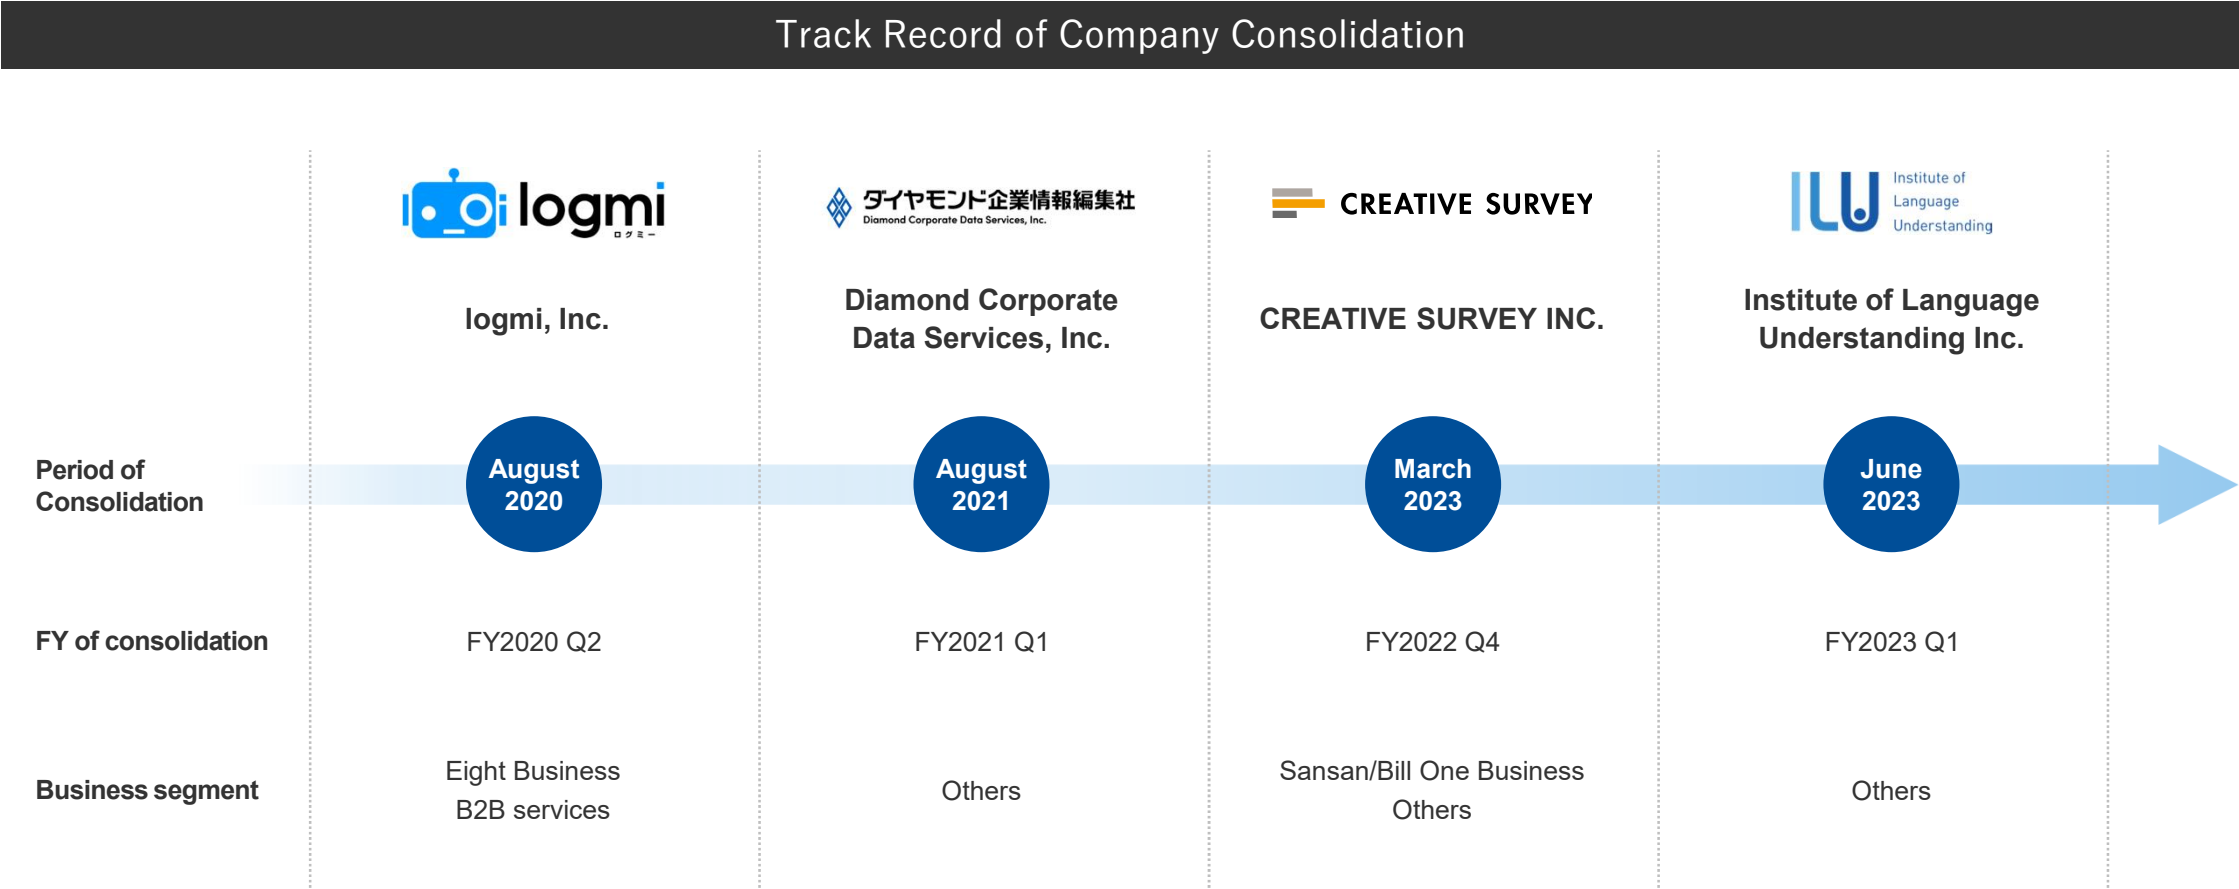 Track Record of Company Consolidation
logmi
ログミー
ダイヤモンド企業情報編集社
Diamond Corporate Data Services, Inc.
CREATIVE SURVEY
ILU
Institute of
Language
Understanding
logmi, Inc.
Diamond Corporate
Data Services, Inc.
CREATIVE SURVEY INC.
Institute of Language
Understanding Inc.
Period of
Consolidation
August
2020
August
2021
March
2023
June
2023
FY of consolidation
FY2020 Q2
FY2021 Q1
FY2022 Q4
FY2023 Q1
Business segment
Eight Business
B2B services
Others
Sansan/Bill One Business
Others
Others